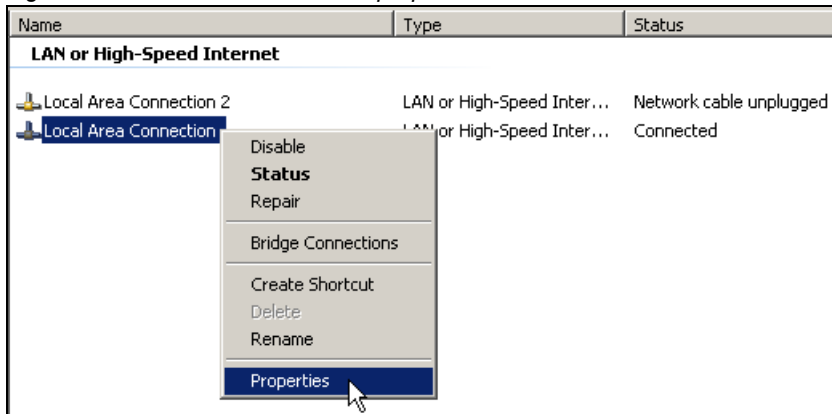 Name Type Status
LAN or High-Speed Internet
Local Area Connection 2 LAN or High-Speed Inter... Network cable unplugged
Local Area Connection LAN or High-Speed Inter... Connected
Disable
Status
Repair
Bridge Connections
Create Shortcut
Delete
Rename
Properties